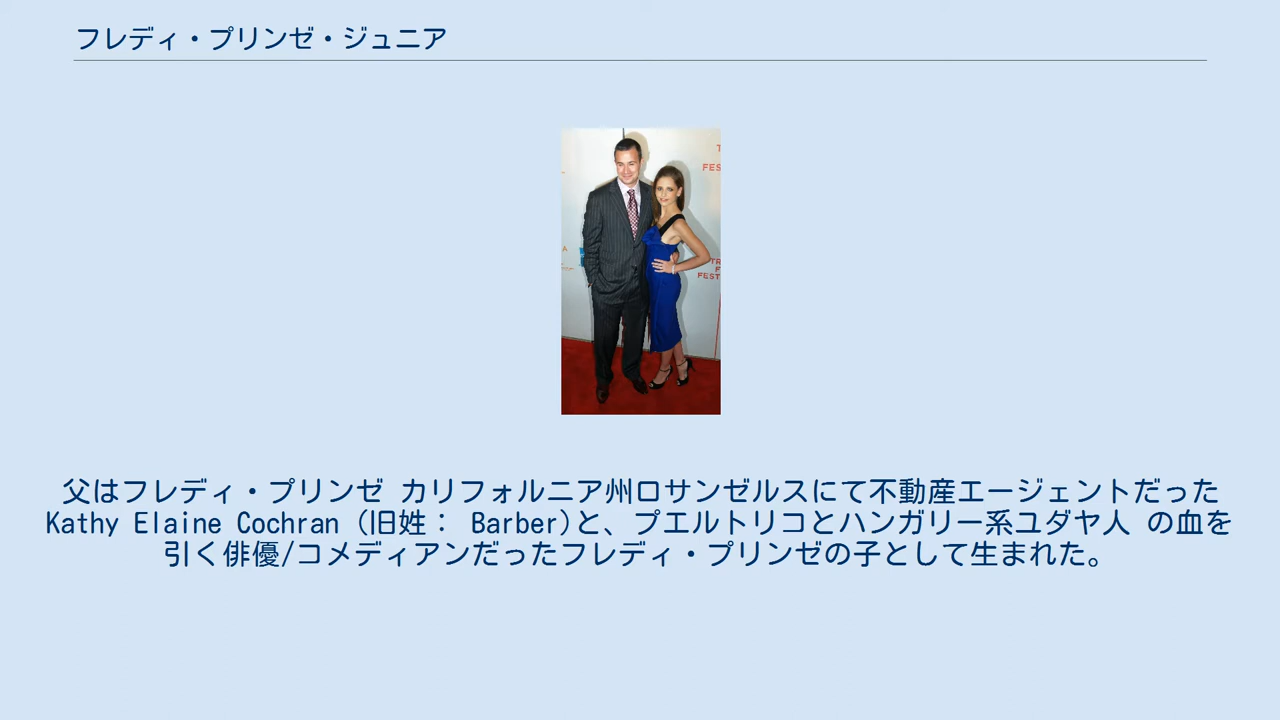 フレディ・プリンゼ・ジュニア
FES
TR
F
FEST
父はフレディ・プリンゼ カリフォルニア州ロサンゼルスにて不動産エージェントだった
Kathy Elaine Cochran (旧姓： Barber)と、プエルトリコとハンガリー系ユダヤ人 の血を
引く俳優/コメディアンだったフレディ・プリンゼの子として生まれた。